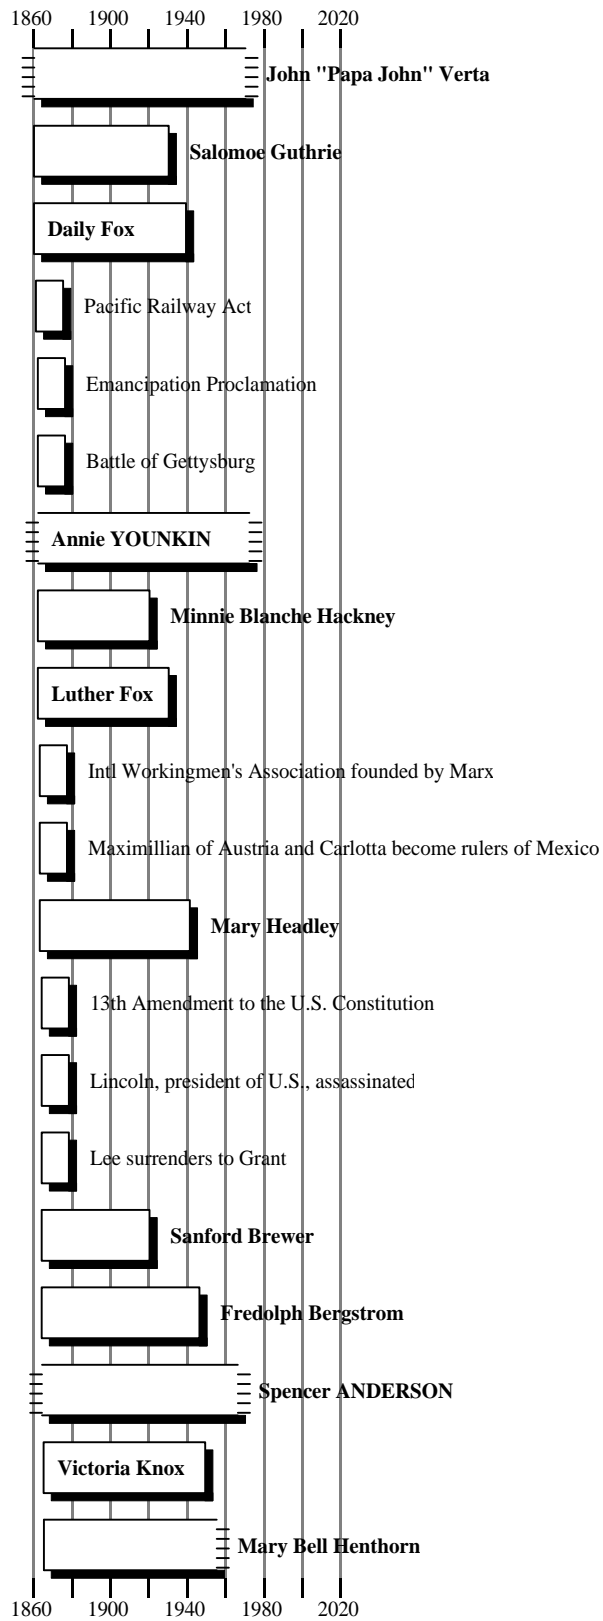 1860 1900 1940 1980 2020
John "Papa John" Verta
Salomoe Guthrie
Daily Fox
Pacific Railway Act
Emancipation Proclamation
Battle of Gettysburg
Annie YOUNKIN
Minnie Blanche Hackney
Luther Fox
Intl Workingmen's Association founded by Marx
Maximillian of Austria and Carlotta become rulers of Mexico
Mary Headley
13th Amendment to the U.S. Constitution
Lincoln, president of U.S., assassinated
Lee surrenders to Grant
Sanford Brewer
Fredolph Bergstrom
Spencer ANDERSON
Victoria Knox
Mary Bell Henthorn
1860 1900 1940 1980 2020